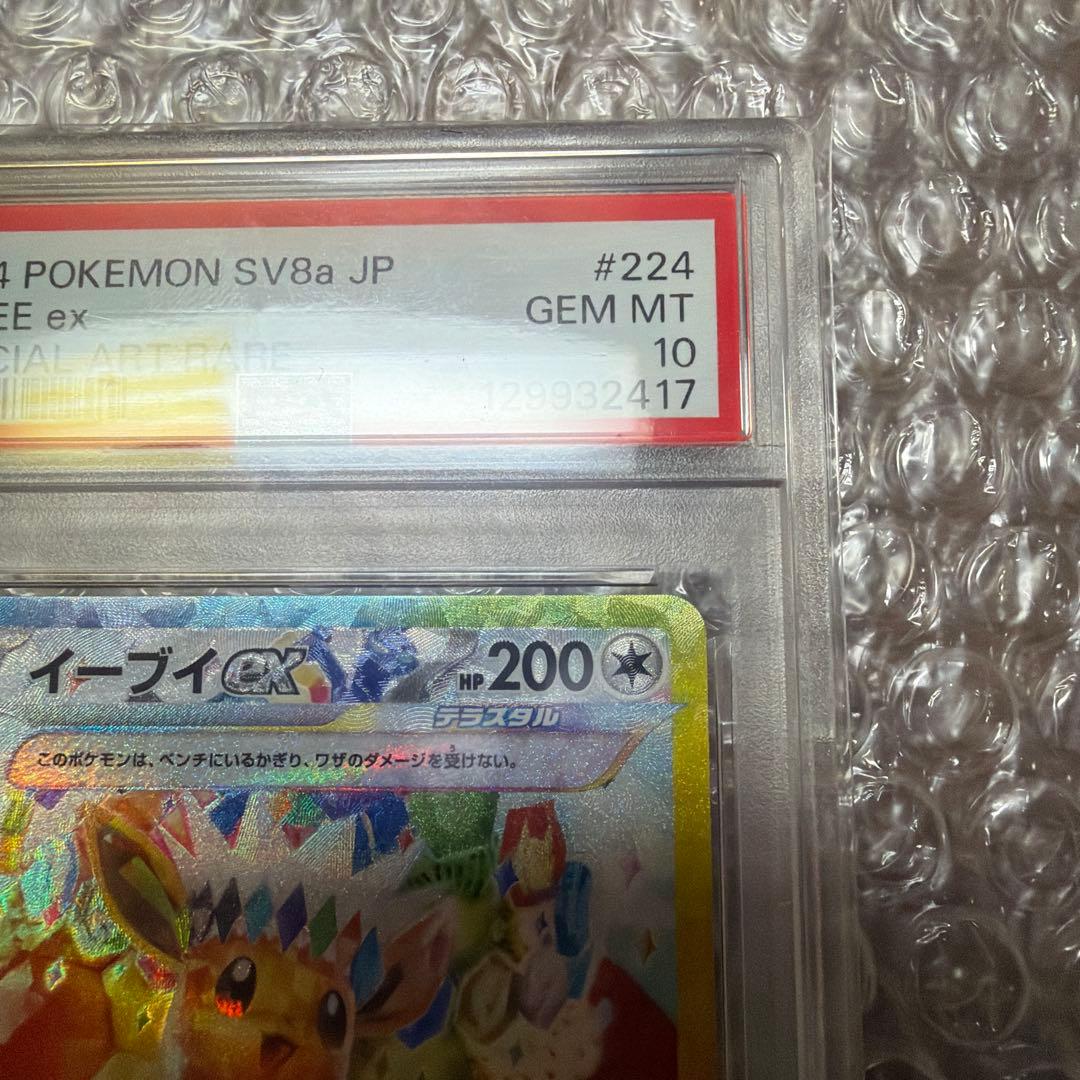 4 POKEMON SV8a JP #224
EE ex GEM MT
CIAL ART RARE 10
129932417
イーブイex HP 200
テラスタル
このポケモンは、ベンチにいるかぎり、ワザのダメージを受けない。